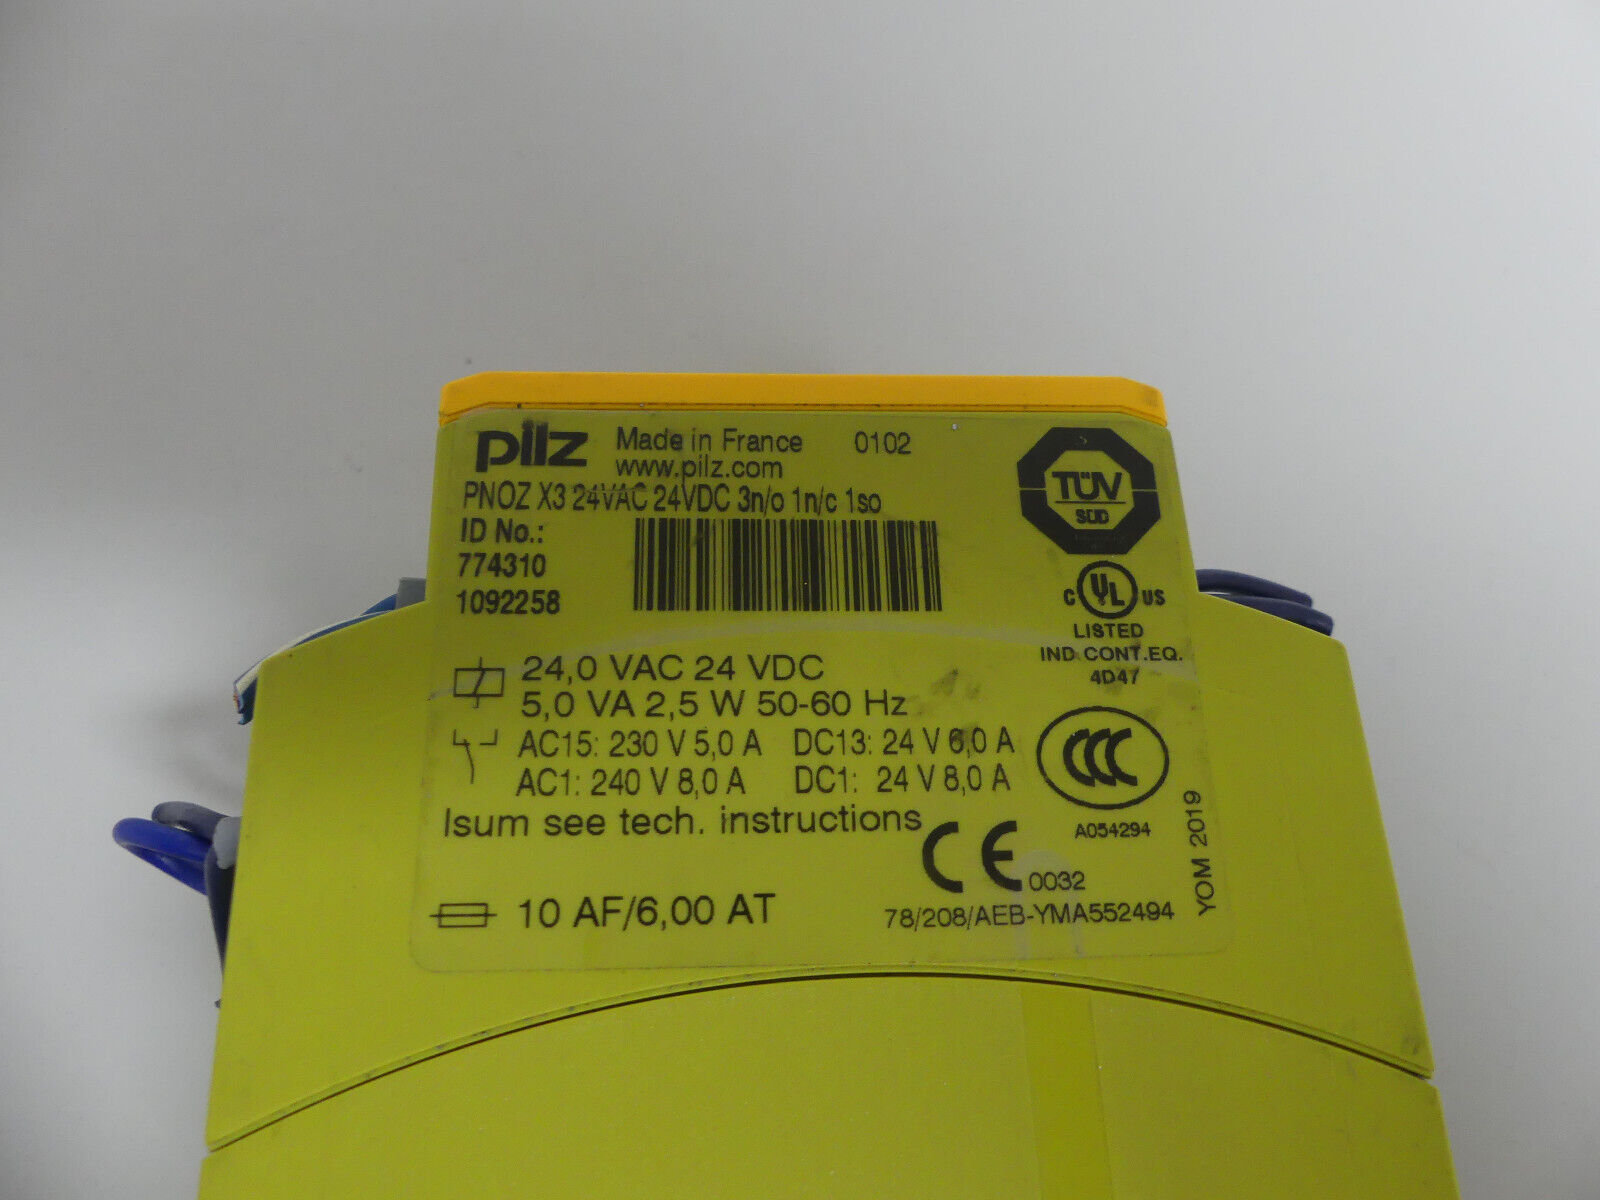 pilz Made in France 0102
www.pilz.com
PNOZ X3 24VAC 24VDC 3n/o 1n/c 1so
ID No.:
774310
1092258
TÜV
SÜD
C UL US
LISTED
IND.CONT.EQ.
4D47
24,0 VAC 24 VDC
5,0 VA 2,5 W 50-60 Hz
AC15: 230 V 5,0 A DC13: 24 V 6,0 A
AC1: 240 V 8,0 A DC1: 24 V 8,0 A
Isum see tech. instructions
CCC
A054294
CE 0032
10 AF/6,00 AT
78/208/AEB-YMA552494
YOM 2019